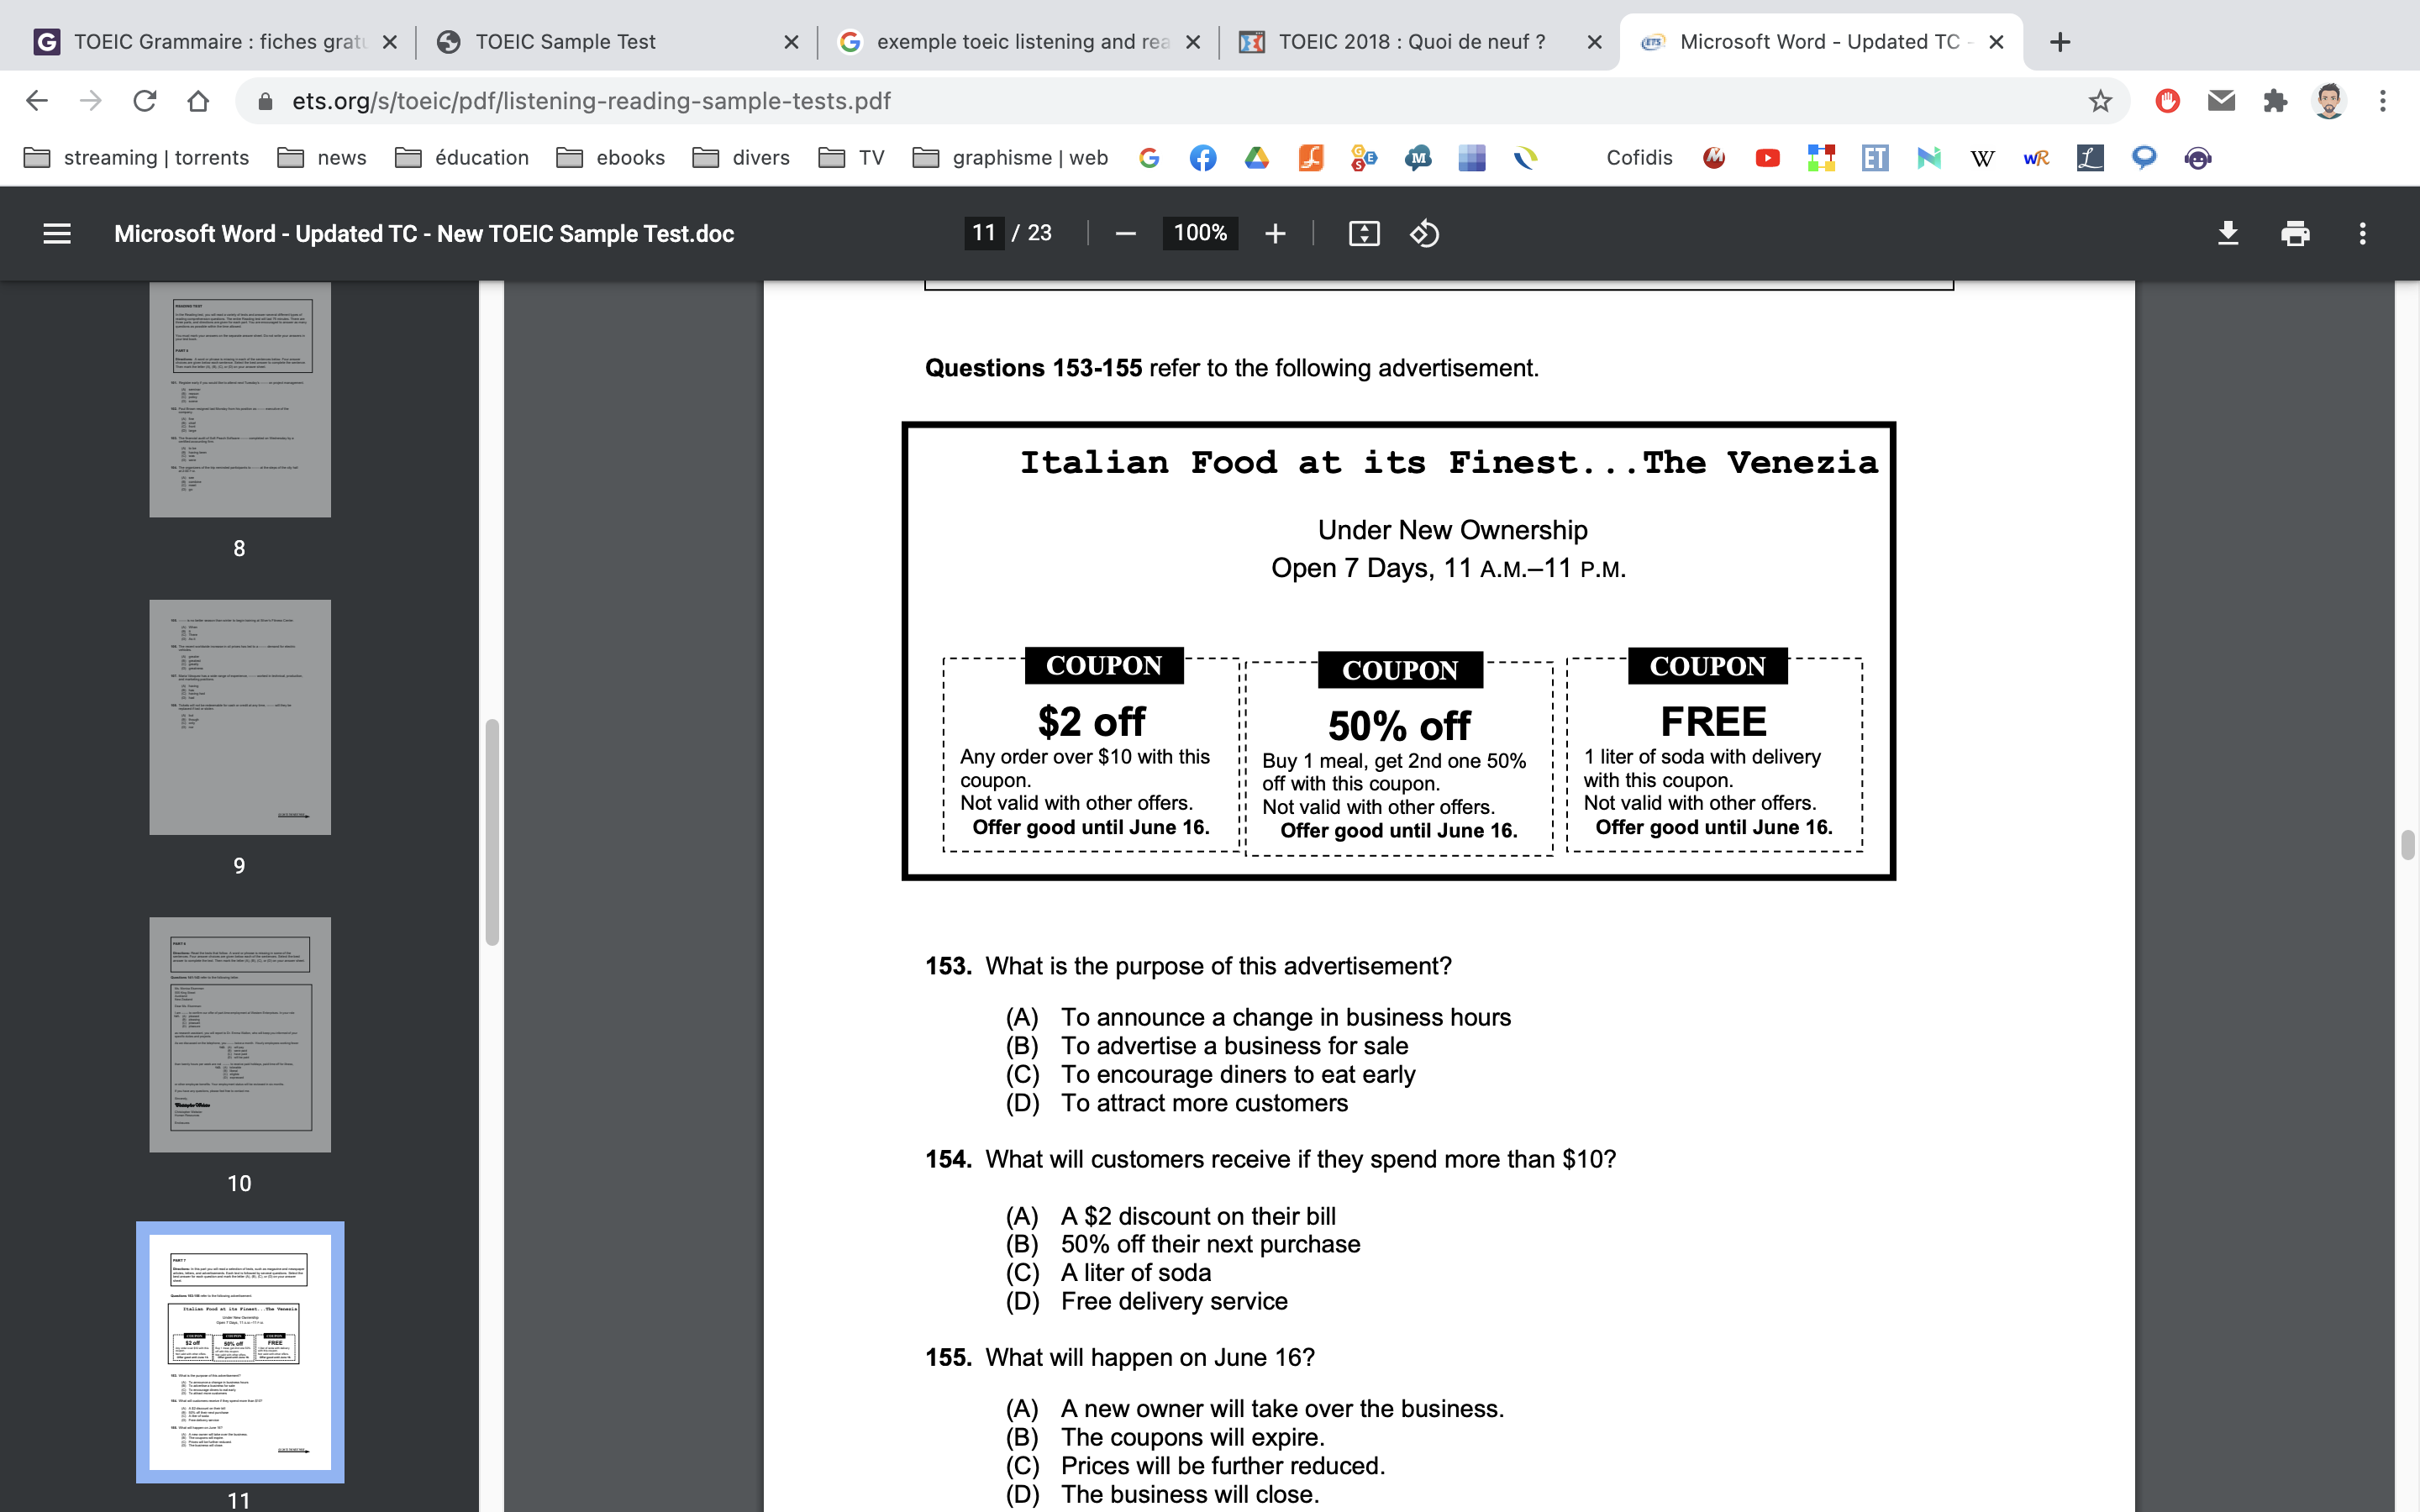 TOEIC Grammaire : fiches grat
TOEIC Sample Test
exemple toeic listening and rea
TOEIC 2018 : Quoi de neuf ?
Microsoft Word - Updated TC -
ets.org/s/toeic/pdf/listening-reading-sample-tests.pdf
streaming | torrents
news
éducation
ebooks
divers
TV
graphisme | web
Cofidis
Microsoft Word - Updated TC - New TOEIC Sample Test.doc
11 / 23
100%
8
9
10
11
Questions 153-155 refer to the following advertisement.
Italian Food at its Finest...The Venezia
Under New Ownership
Open 7 Days, 11 A.M.–11 P.M.
COUPON
$2 off
Any order over $10 with this
coupon.
Not valid with other offers.
Offer good until June 16.
COUPON
50% off
Buy 1 meal, get 2nd one 50%
off with this coupon.
Not valid with other offers.
Offer good until June 16.
COUPON
FREE
1 liter of soda with delivery
with this coupon.
Not valid with other offers.
Offer good until June 16.
153. What is the purpose of this advertisement?
(A) To announce a change in business hours
(B) To advertise a business for sale
(C) To encourage diners to eat early
(D) To attract more customers
154. What will customers receive if they spend more than $10?
(A) A $2 discount on their bill
(B) 50% off their next purchase
(C) A liter of soda
(D) Free delivery service
155. What will happen on June 16?
(A) A new owner will take over the business.
(B) The coupons will expire.
(C) Prices will be further reduced.
(D) The business will close.